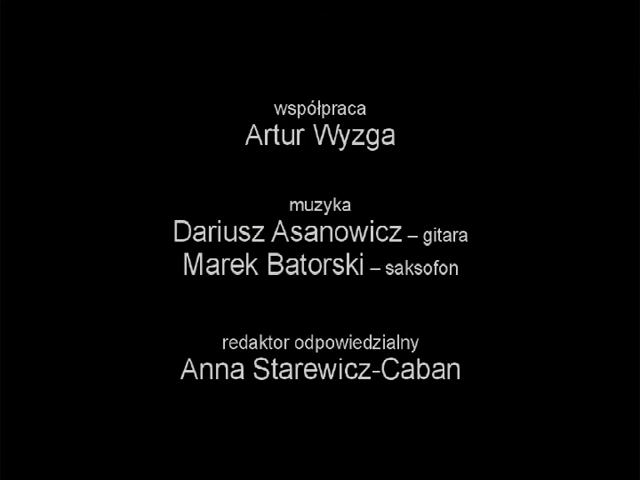 współpraca
Artur Wyzga
muzyka
Dariusz Asanowicz – gitara
Marek Batorski – saksofon
redaktor odpowiedzialny
Anna Starewicz-Caban